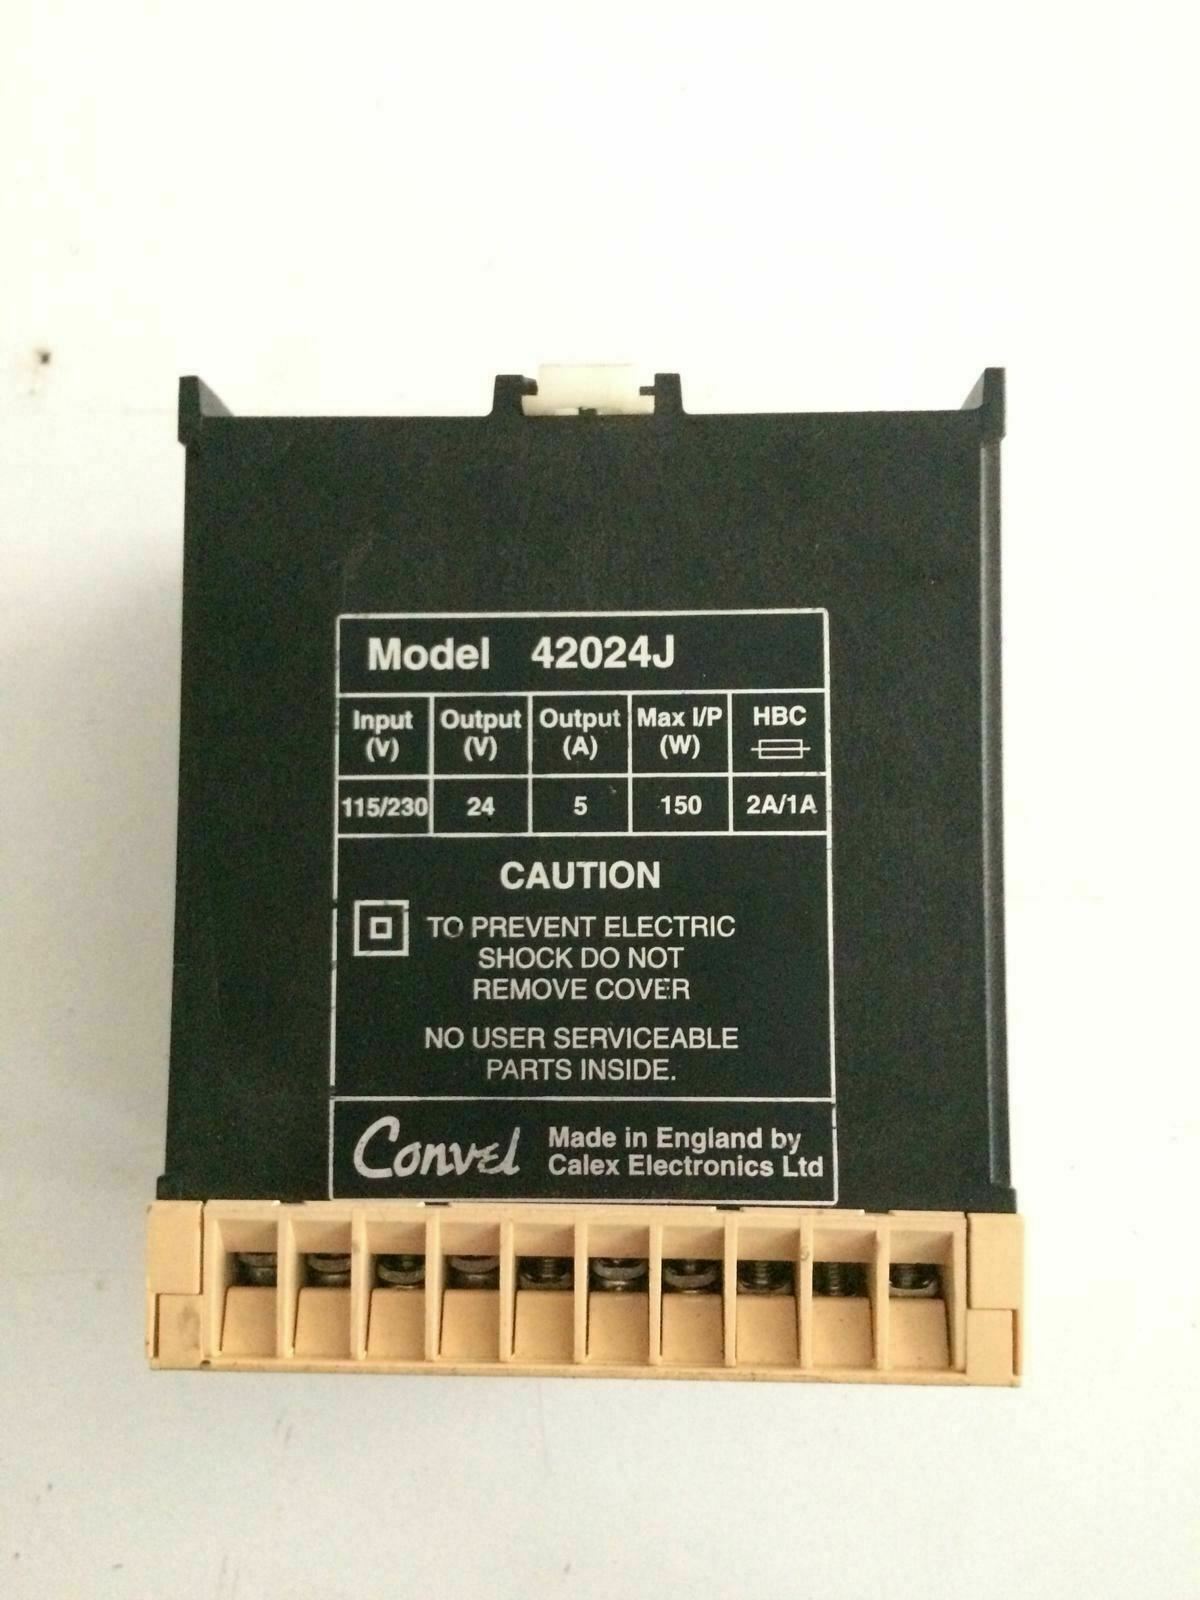 Model 42024J
Input (V) Output (V) Output (A) Max I/P (W) HBC
115/230 24 5 150 2A/1A
CAUTION
TO PREVENT ELECTRIC
SHOCK DO NOT
REMOVE COVER
NO USER SERVICEABLE
PARTS INSIDE.
Convel
Made in England by
Calex Electronics Ltd